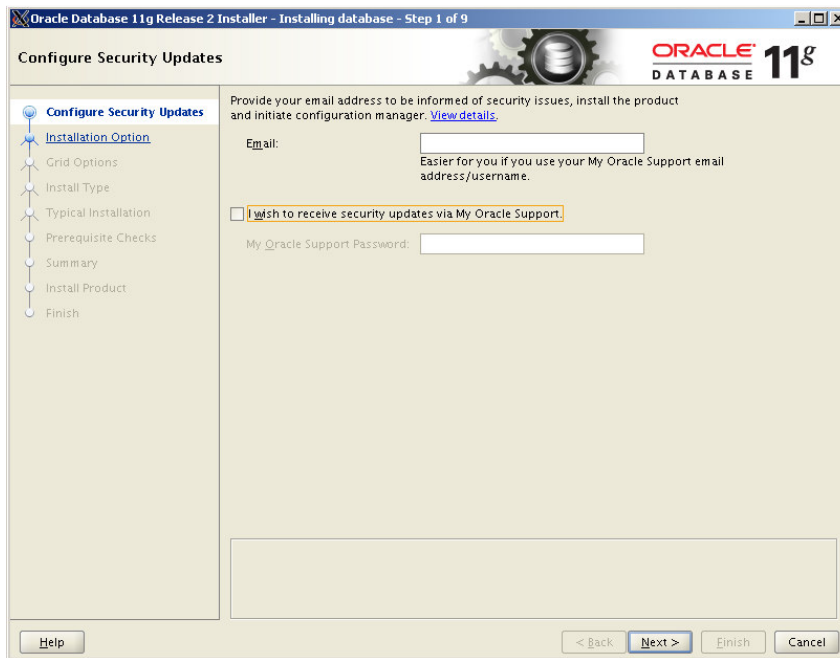 Oracle Database 11g Release 2 Installer - Installing database - Step 1 of 9
Configure Security Updates
ORACLE
DATABASE 11g
Configure Security Updates
Installation Option
Grid Options
Install Type
Typical Installation
Prerequisite Checks
Summary
Install Product
Finish
Provide your email address to be informed of security issues, install the product
and initiate configuration manager. View details.
Email:
Easier for you if you use your My Oracle Support email
address/username.
I wish to receive security updates via My Oracle Support.
My Oracle Support Password:
Help
< Back
Next >
Finish
Cancel